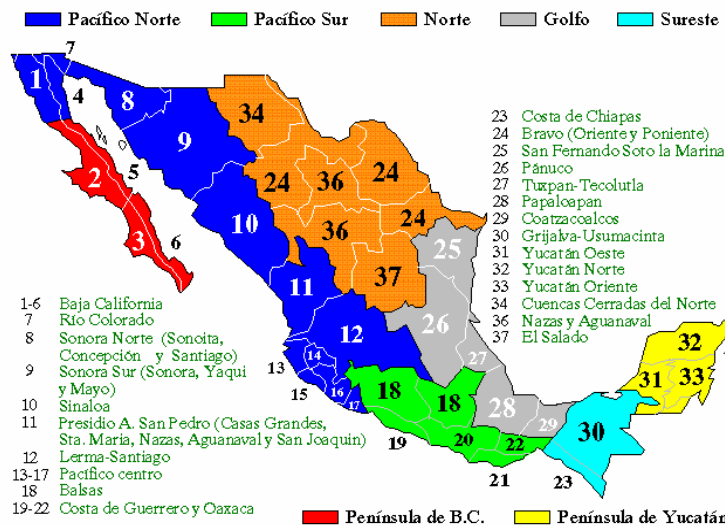 Pacífico Norte Pacífico Sur Norte Golfo Sureste
7
1
4
8
34
9
5
2
3
6
10
24
36
24
24
36
37
25
11
12
26
27
13
14
15
16
17
18
18
19
20
21
22
28
29
30
23
31
32
33
23 Costa de Chiapas
24 Bravo (Oriente y Poniente)
25 San Fernando Soto la Marina
26 Pánuco
27 Tuxpan-Tecolutla
28 Papaloapan
29 Coatzacoalcos
30 Grijalva-Usumacinta
31 Yucatán Oeste
32 Yucatán Norte
33 Yucatán Oriente
34 Cuencas Cerradas del Norte
36 Nazas y Aguanaval
37 El Salado
1-6 Baja California
7 Río Colorado
8 Sonora Norte (Sonoita,
Concepción y Santiago)
9 Sonora Sur (Sonora, Yaqui
y Mayo)
10 Sinaloa
11 Presidio A. San Pedro (Casas Grandes,
Sta. Maria, Nazas, Aguanaval y San Joaquin)
12 Lerma-Santiago
13-17 Pacífico centro
18 Balsas
19-22 Costa de Guerrero y Oaxaca
Península de B.C. Península de Yucatán